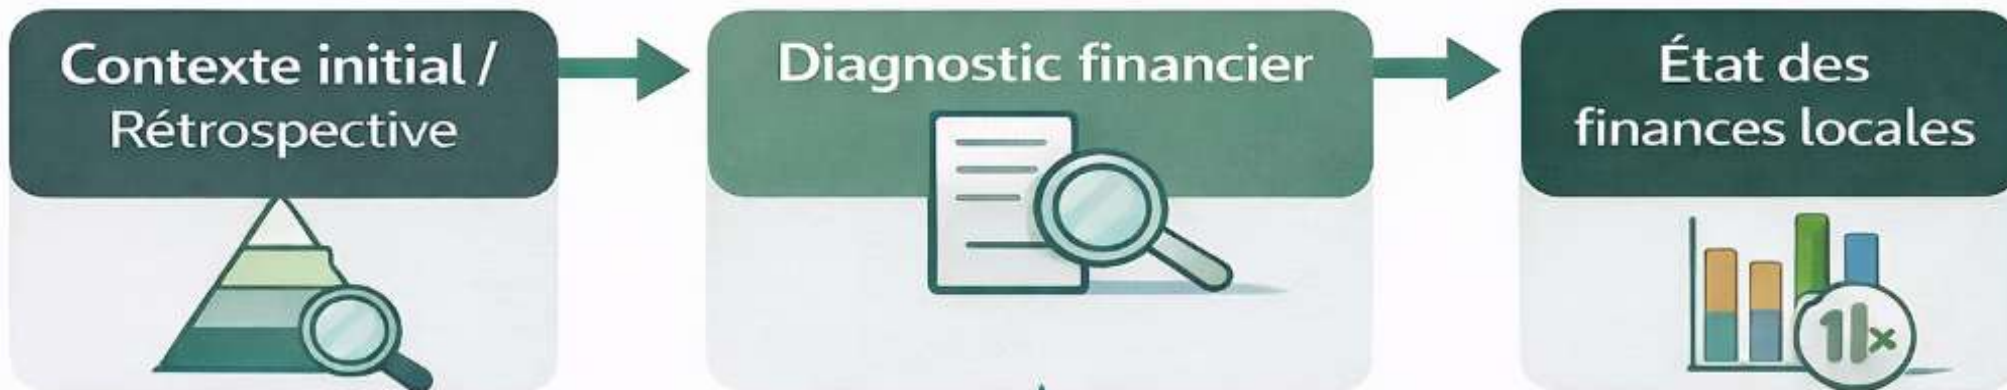 Contexte initial /
Rétrospective
Diagnostic financier
État des
finances locales